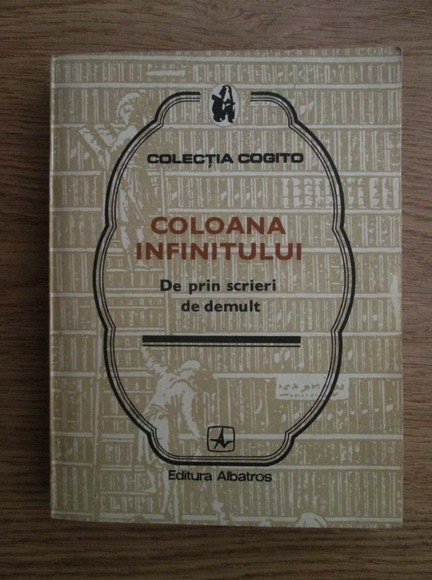 COLECȚIA COGITO
COLOANA
INFINITULUI
De prin scrieri
de demult
Editura Albatros